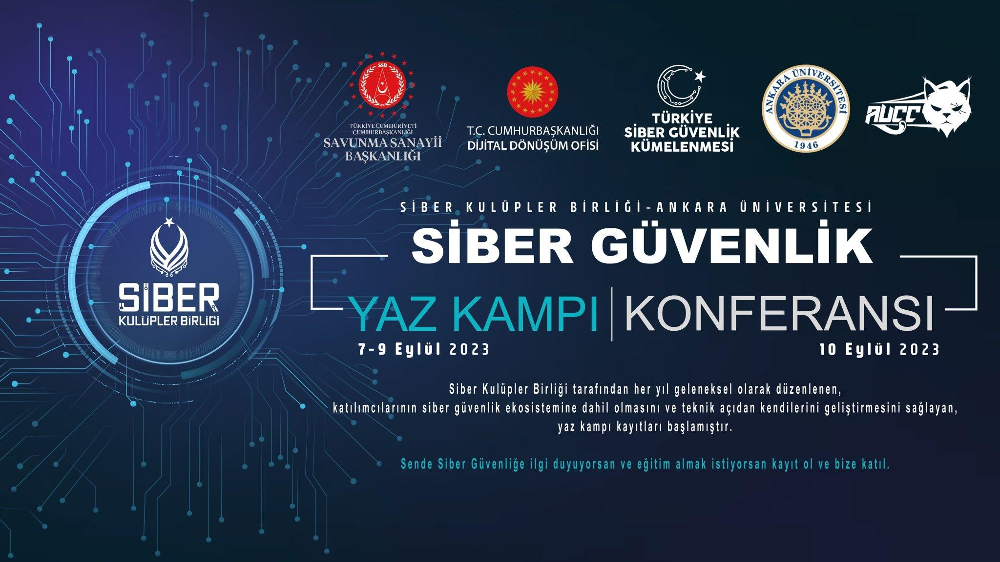 SSB
TÜRKİYE CUMHURİYETİ
CUMHURBAŞKANLIĞI
SAVUNMA SANAYİİ
BAŞKANLIĞI
T.C. CUMHURBAŞKANLIĞI
DİJİTAL DÖNÜŞÜM OFİSİ
TÜRKİYE
SİBER GÜVENLİK
KÜMELENMESİ
ANKARA ÜNİVERSİTESİ
1946
AUCC
SİBER KULÜPLER BİRLİĞİ-ANKARA ÜNİVERSİTESİ
SİBER GÜVENLİK
YAZ KAMPI
KONFERANSI
7-9 Eylül 2023
10 Eylül 2023
SİBER
KULÜPLER BİRLİĞİ
Siber Kulüpler Birliği tarafından her yıl geleneksel olarak düzenlenen,
katılımcılarının siber güvenlik ekosistemine dahil olmasını ve teknik açıdan kendilerini geliştirmesini sağlayan,
yaz kampı kayıtları başlamıştır.
Sende Siber Güvenliğe ilgi duyuyorsan ve eğitim almak istiyorsan kayıt ol ve bize katıl.